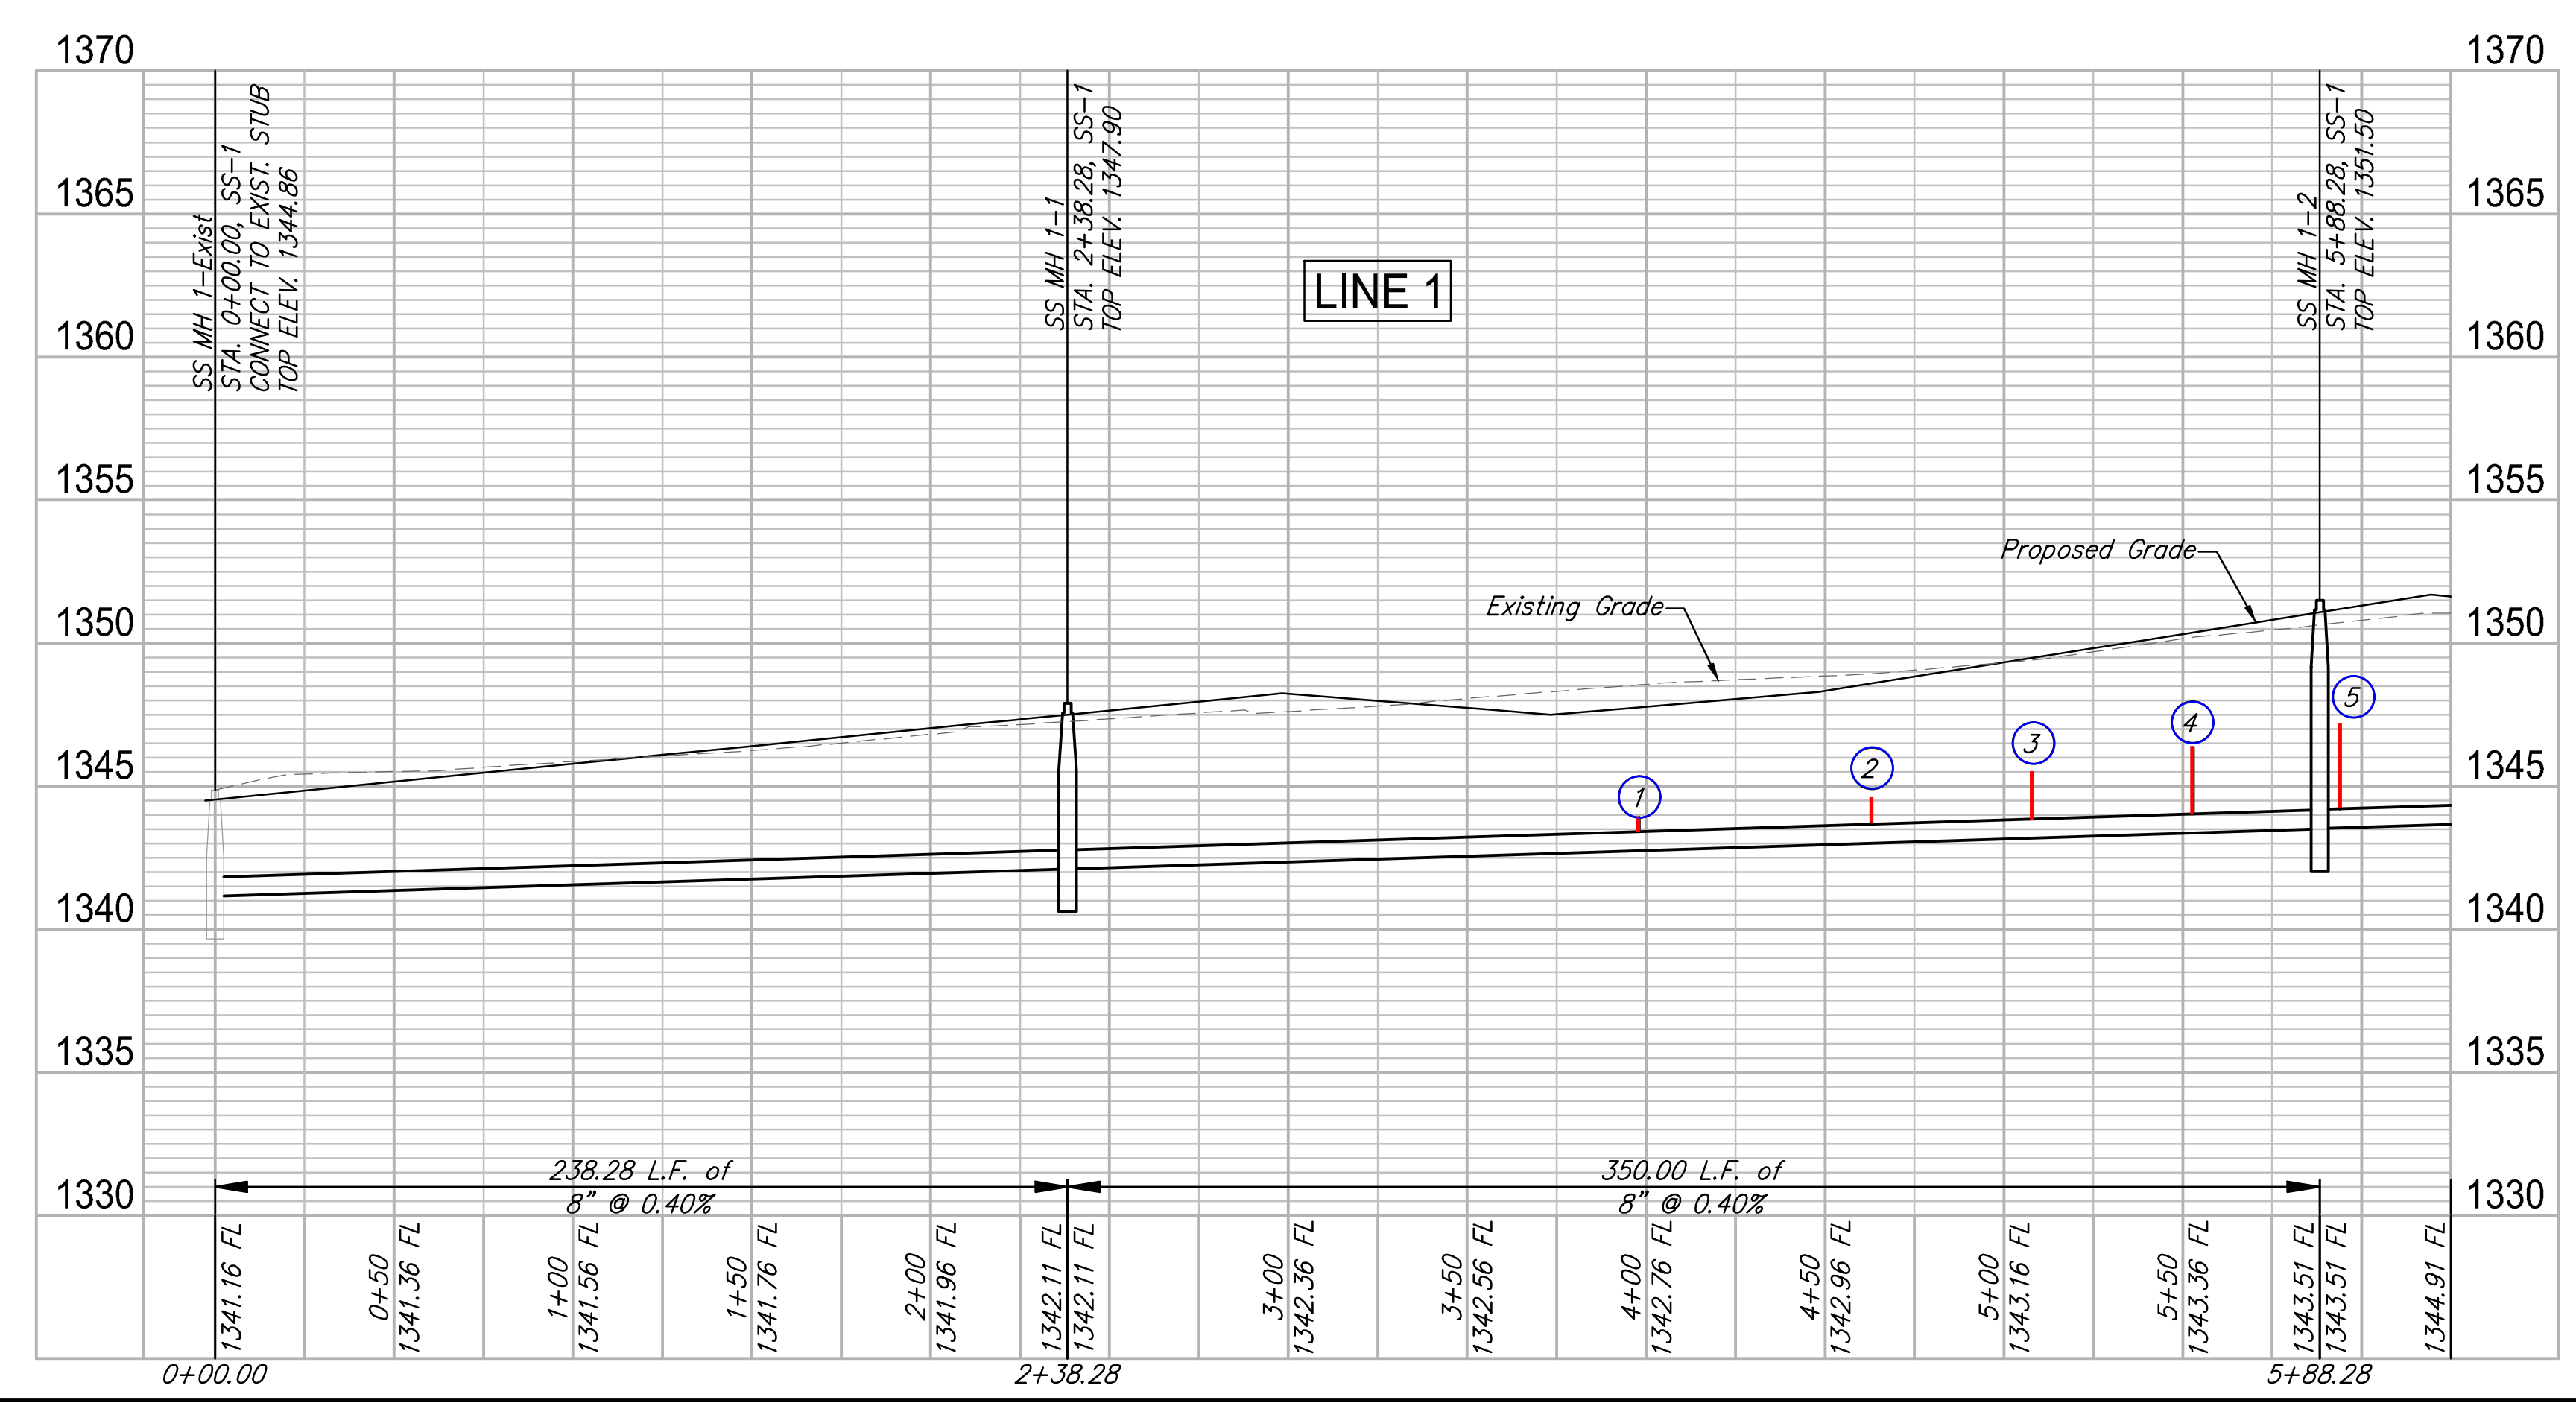 1370
1370
1365
1365
1360
1360
1355
1355
1350
1350
1345
1345
1340
1340
1335
1335
1330
1330
SS MH 1-Exist
STA. 0+00.00, SS-1
CONNECT TO EXIST. STUB
TOP ELEV. 1344.86
SS MH 1-1
STA. 2+38.28, SS-1
TOP ELEV. 1347.90
SS MH 1-2
STA. 5+88.28, SS-1
TOP ELEV. 1351.50
LINE 1
Proposed Grade
Existing Grade
1
2
3
4
5
238.28 L.F. of
8" @ 0.40%
350.00 L.F. of
8" @ 0.40%
1341.16 FL
0+50
1341.36 FL
1+00
1341.56 FL
1+50
1341.76 FL
2+00
1341.96 FL
1342.11 FL
1342.11 FL
3+00
1342.36 FL
3+50
1342.56 FL
4+00
1342.76 FL
4+50
1342.96 FL
5+00
1343.16 FL
5+50
1343.36 FL
1343.51 FL
1343.51 FL
1344.91 FL
0+00.00
2+38.28
5+88.28